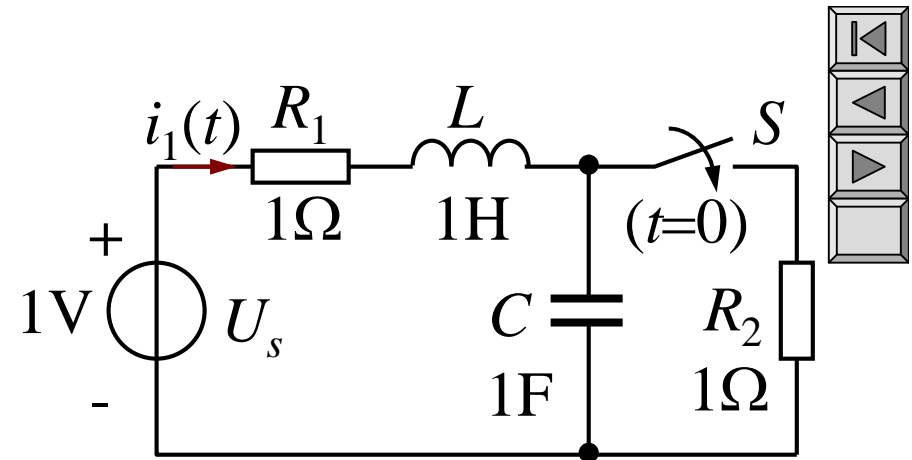 i₁(t)
R₁
L
S
1Ω
1H
(t=0)
+
1V
Uₛ
C
R₂
-
1F
1Ω